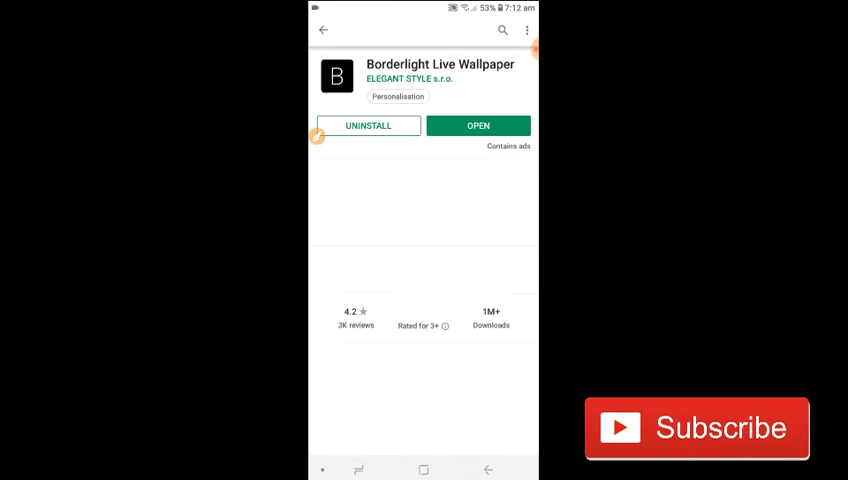 53% 7:12 am
B
Borderlight Live Wallpaper
ELEGANT STYLE s.r.o.
Personalisation
UNINSTALL
OPEN
Contains ads
4.2 ★
1M+
3K reviews
Rated for 3+
Downloads
Subscribe